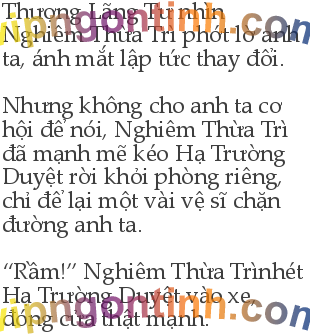 Thượng Lãng Tư nhìn
Nghiêm Thừa Trì phớt lờ anh
ta, ánh mắt lập tức thay đổi.
Nhưng không cho anh ta cơ
hội để nói, Nghiêm Thừa Trì
đã mạnh mẽ kéo Hạ Trường
Duyệt rời khỏi phòng riêng,
chỉ để lại một vài vệ sĩ chặn
đường anh ta.
“Rầm!” Nghiêm Thừa Trìnhét
Hạ Trường Duyệt vào xe,
đóng cửa thật mạnh.